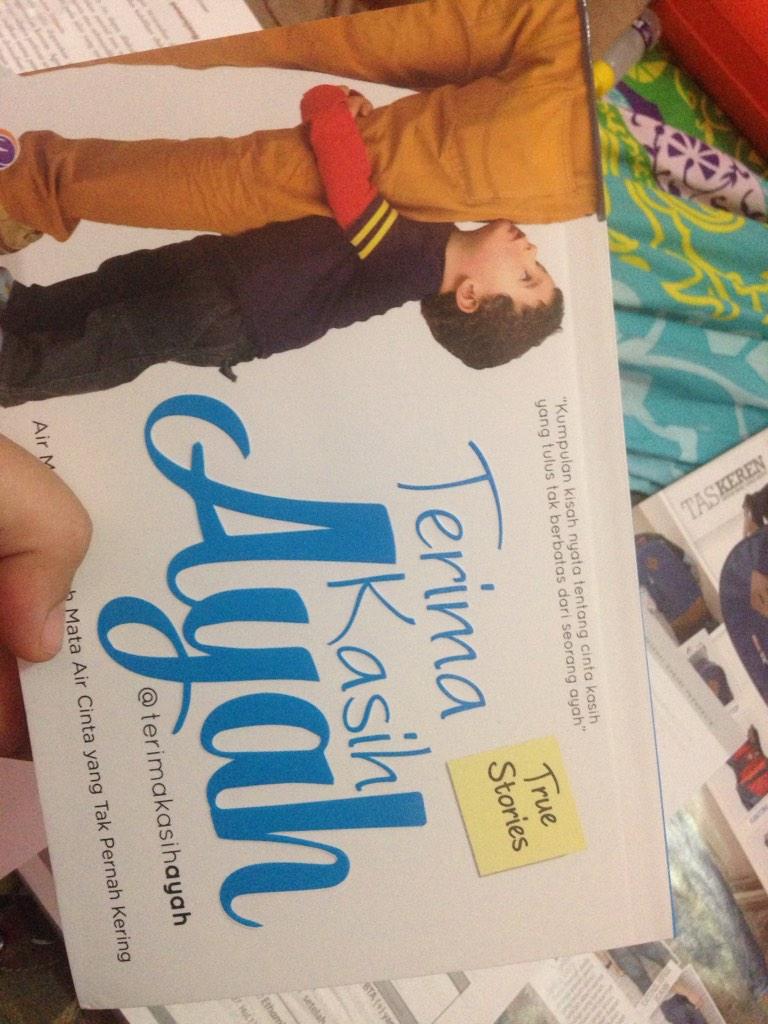 "Kumpulan kisah nyata tentang cinta kasih
yang tulus tak berbatas dari seorang ayah"
True
Stories
Terima
Kasih
Ayah
@terimakasihayah
Air Mata Air Cinta yang Tak Pernah Kering
TASKEREN